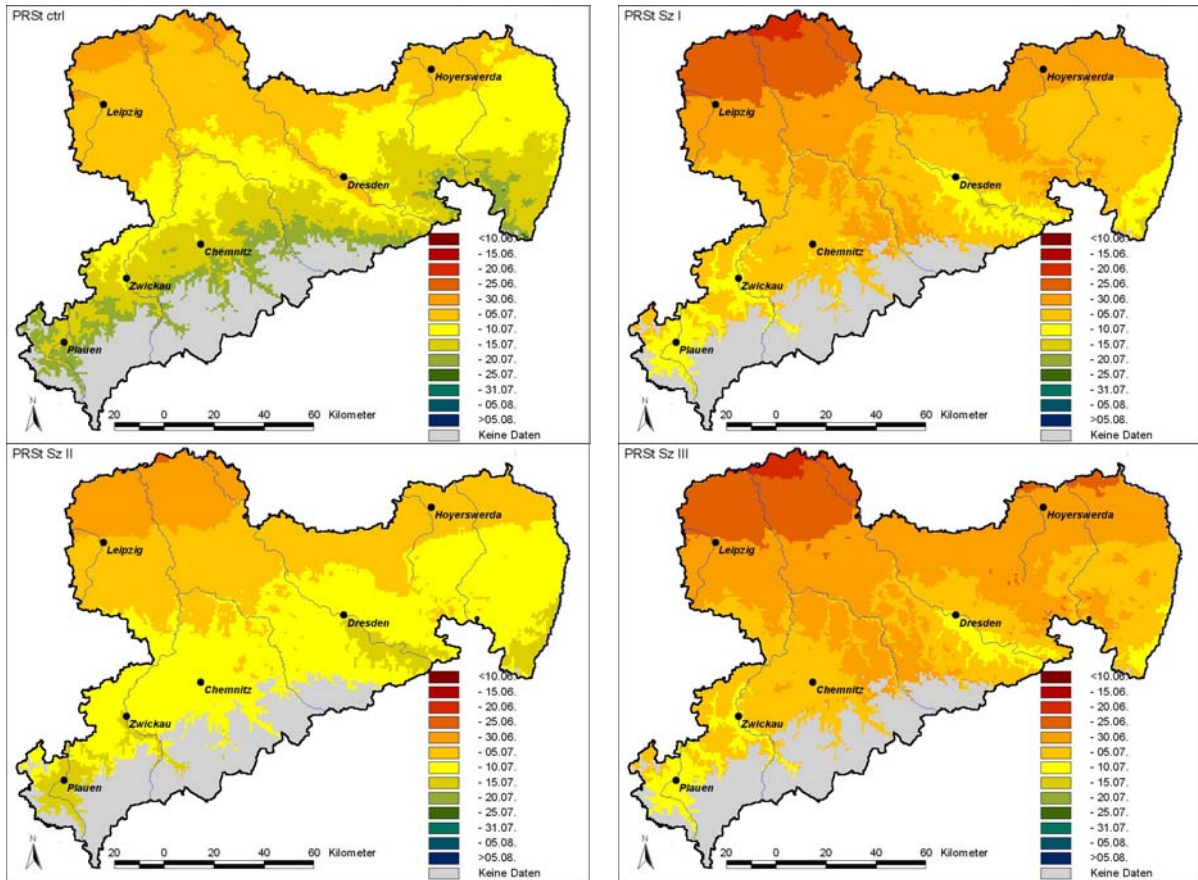 PRSt ctrl
Hoyerswerda
Leipzig
Dresden
Chemnitz
Zwickau
Plauen
<10.06.
- 15.06.
- 20.06.
- 25.06.
- 30.06.
- 05.07.
- 10.07.
- 15.07.
- 20.07.
- 25.07.
- 31.07.
- 05.08.
>05.08.
Keine Daten
N
20 0 20 40 60 Kilometer
PRSt Sz I
Hoyerswerda
Leipzig
Dresden
Chemnitz
Zwickau
Plauen
<10.06.
- 15.06.
- 20.06.
- 25.06.
- 30.06.
- 05.07.
- 10.07.
- 15.07.
- 20.07.
- 25.07.
- 31.07.
- 05.08.
>05.08.
Keine Daten
N
20 0 20 40 60 Kilometer
PRSt Sz II
Hoyerswerda
Leipzig
Dresden
Chemnitz
Zwickau
Plauen
<10.06.
- 15.06.
- 20.06.
- 25.06.
- 30.06.
- 05.07.
- 10.07.
- 15.07.
- 20.07.
- 25.07.
- 31.07.
- 05.08.
>05.08.
Keine Daten
N
20 0 20 40 60 Kilometer
PRSt Sz III
Hoyerswerda
Leipzig
Dresden
Chemnitz
Zwickau
Plauen
<10.06.
- 15.06.
- 20.06.
- 25.06.
- 30.06.
- 05.07.
- 10.07.
- 15.07.
- 20.07.
- 25.07.
- 31.07.
- 05.08.
>05.08.
Keine Daten
N
20 0 20 40 60 Kilometer